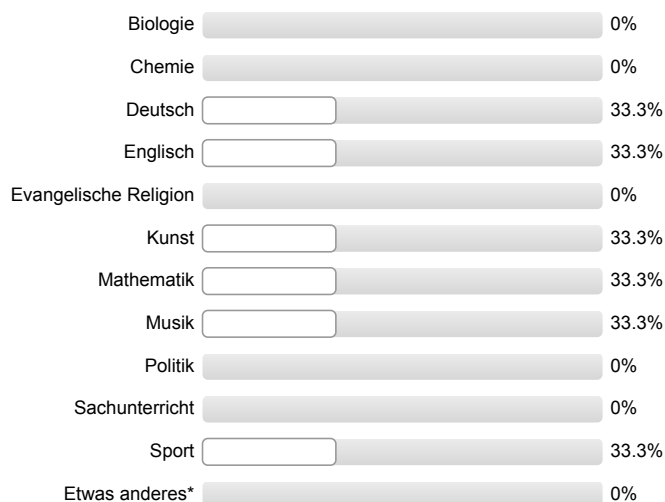 Biologie 0%
Chemie 0%
Deutsch 33.3%
Englisch 33.3%
Evangelische Religion 0%
Kunst 33.3%
Mathematik 33.3%
Musik 33.3%
Politik 0%
Sachunterricht 0%
Sport 33.3%
Etwas anderes* 0%